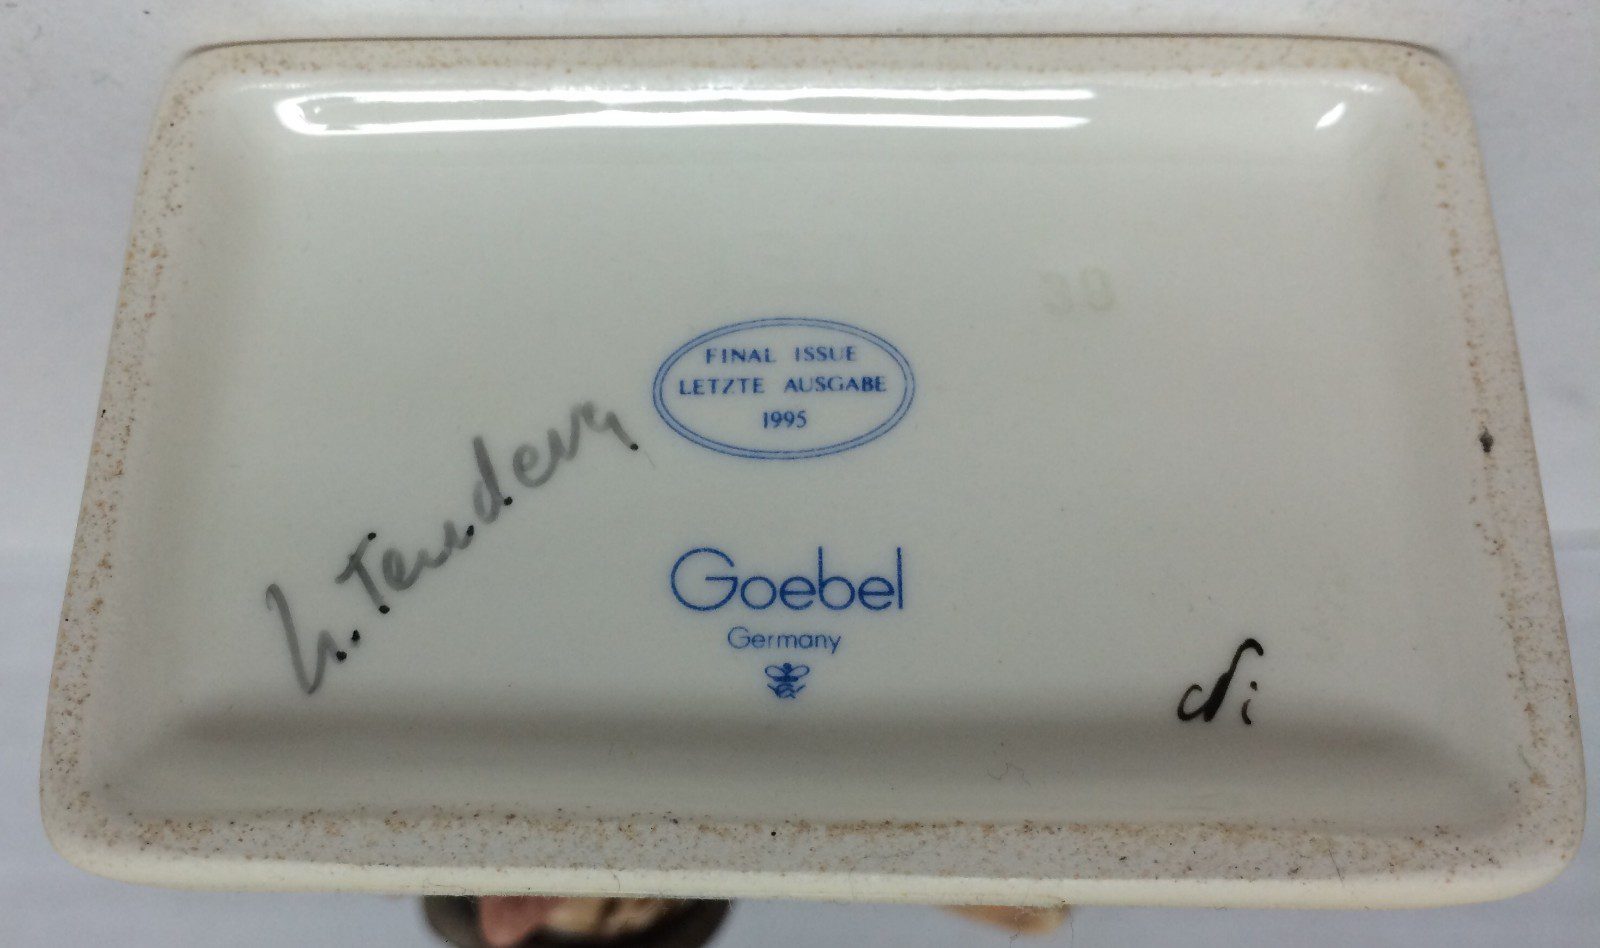 FINAL ISSUE
LETZTE AUSGABE
1995
Goebel
Germany